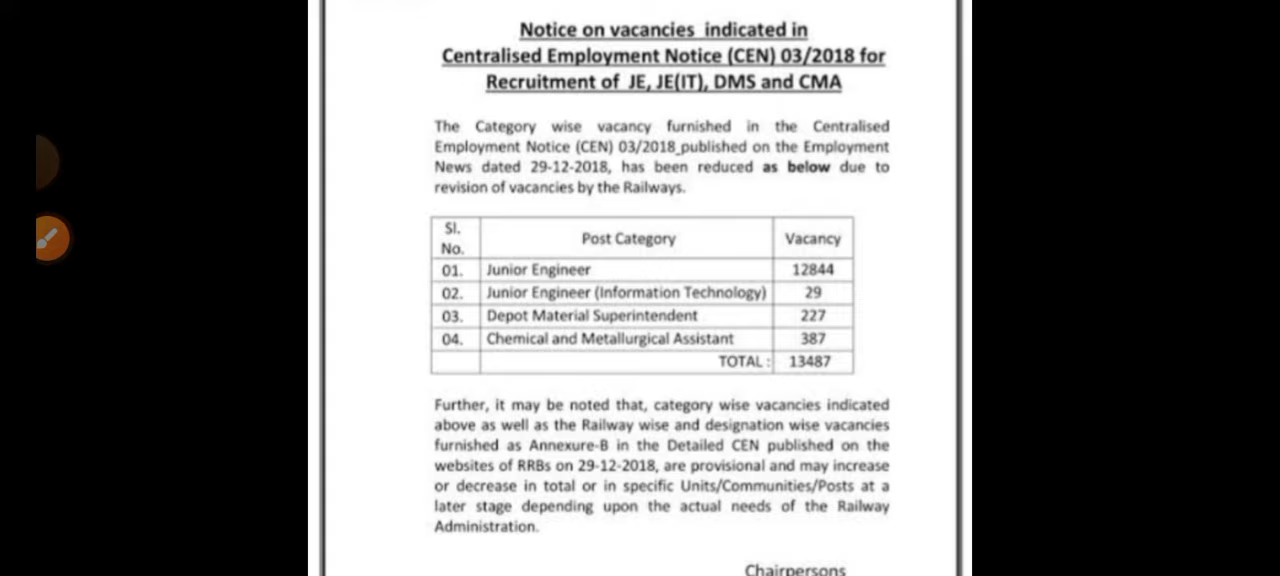 Notice on vacancies indicated in
Centralised Employment Notice (CEN) 03/2018 for
Recruitment of JE, JE(IT), DMS and CMA
The Category wise vacancy furnished in the Centralised
Employment Notice (CEN) 03/2018 published on the Employment
News dated 29-12-2018, has been reduced as below due to
revision of vacancies by the Railways.
Sl. No. Post Category Vacancy
01. Junior Engineer 12844
02. Junior Engineer (Information Technology) 29
03. Depot Material Superintendent 227
04. Chemical and Metallurgical Assistant 387
TOTAL : 13487
Further, it may be noted that, category wise vacancies indicated
above as well as the Railway wise and designation wise vacancies
furnished as Annexure-B in the Detailed CEN published on the
websites of RRBs on 29-12-2018, are provisional and may increase
or decrease in total or in specific Units/Communities/Posts at a
later stage depending upon the actual needs of the Railway
Administration.
Chairpersons